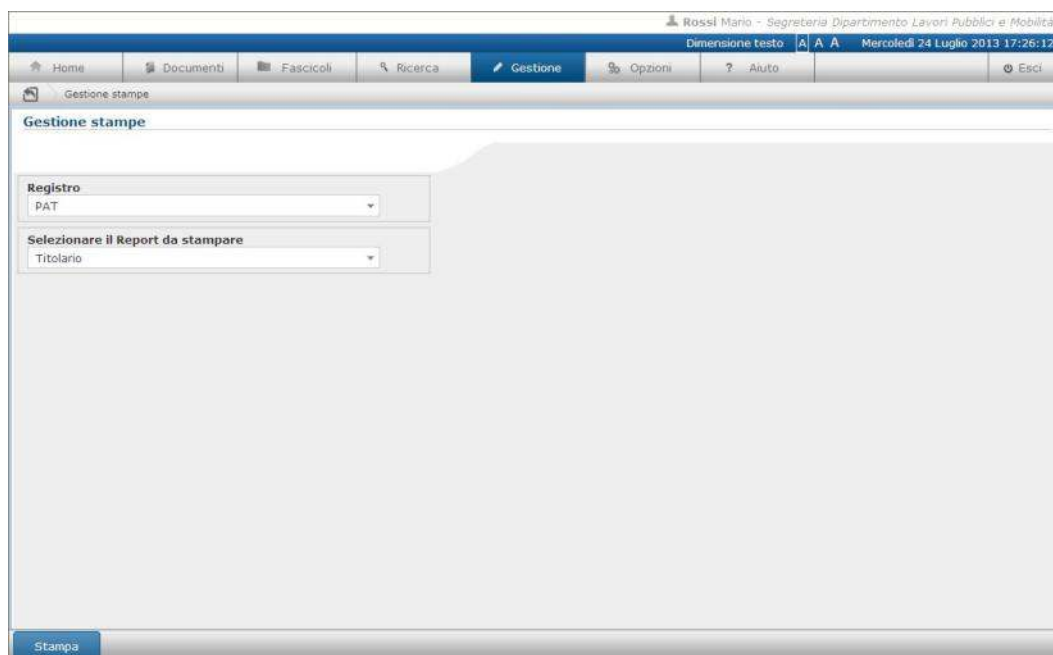 Rossi Mario - Segreteria Dipartimento Lavori Pubblici e Mobilità
Dimensione testo A A A Mercoledì 24 Luglio 2013 17:26:12
Home Documenti Fascicoli Ricerca Gestione Opzioni ? Aiuto Esci
Gestione stampe
Gestione stampe
Registro
PAT
Selezionare il Report da stampare
Titolario
Stampa